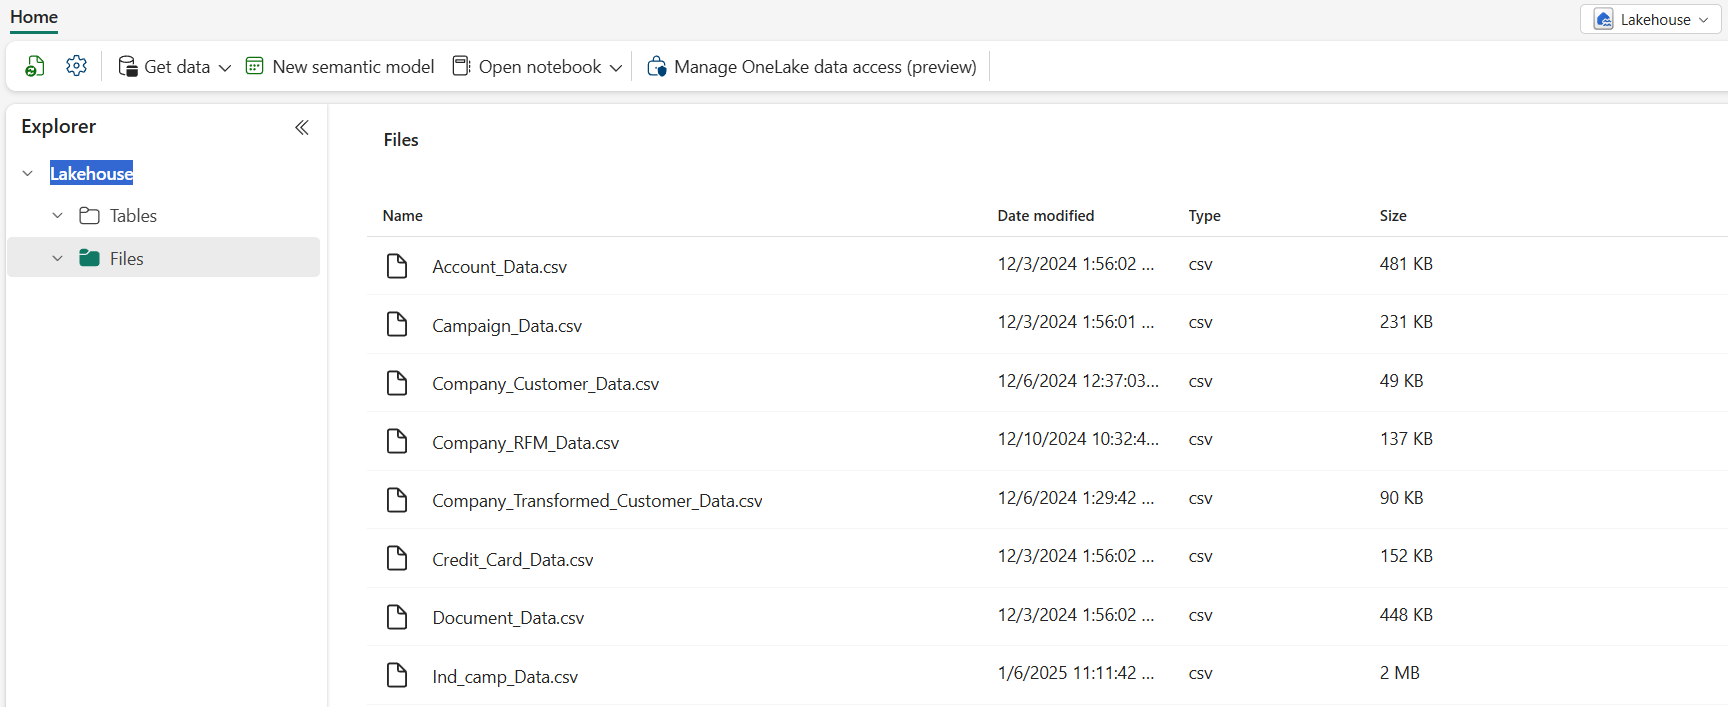 Home
Lakehouse
Get data
New semantic model
Open notebook
Manage OneLake data access (preview)
Explorer
Lakehouse
Tables
Files
Files
Name Date modified Type Size
Account_Data.csv 12/3/2024 1:56:02 ... csv 481 KB
Campaign_Data.csv 12/3/2024 1:56:01 ... csv 231 KB
Company_Customer_Data.csv 12/6/2024 12:37:03... csv 49 KB
Company_RFM_Data.csv 12/10/2024 10:32:4... csv 137 KB
Company_Transformed_Customer_Data.csv 12/6/2024 1:29:42 ... csv 90 KB
Credit_Card_Data.csv 12/3/2024 1:56:02 ... csv 152 KB
Document_Data.csv 12/3/2024 1:56:02 ... csv 448 KB
Ind_camp_Data.csv 1/6/2025 11:11:42 ... csv 2 MB